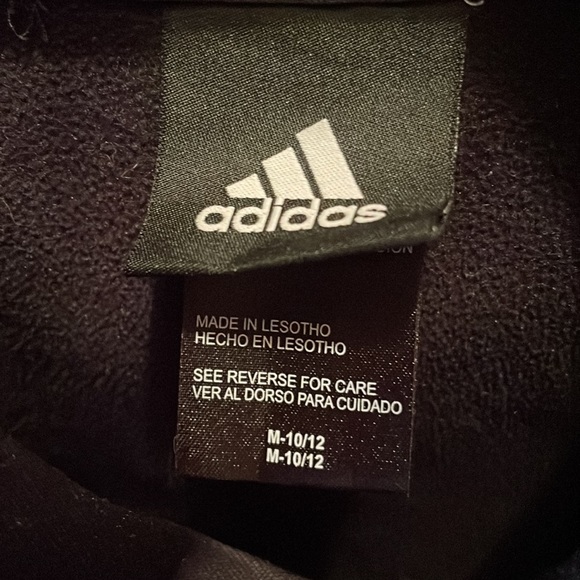 adidas
MADE IN LESOTHO
HECHO EN LESOTHO
SEE REVERSE FOR CARE
VER AL DORSO PARA CUIDADO
M-10/12
M-10/12